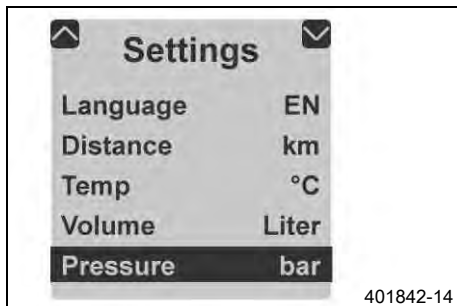 Settings
Language EN
Distance km
Temp °C
Volume Liter
Pressure bar
401842-14